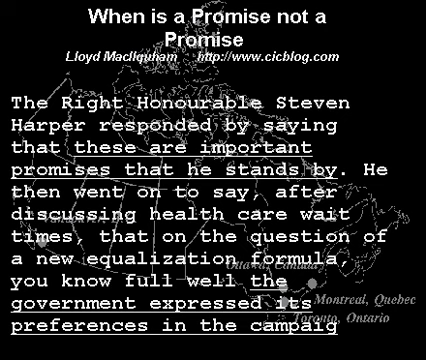 When is a Promise not a
Promise
Lloyd MacIlquham http://www.cicblog.com
The Right Honourable Steven
Harper responded by saying
that these are important
promises that he stands by. He
then went on to say, after
discussing health care wait
times, that on the question of
a new equalization formula,
Ottawa, Canada
you know full well the
government expressed its
Montreal, Quebec
Toronto, Ontario
preferences in the campaig